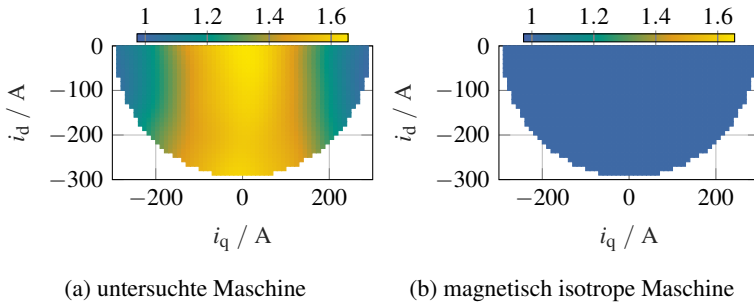 1 1.2 1.4 1.6
0
−100
−200
−300
i_d / A
−200 0 200
i_q / A
(a) untersuchte Maschine
1 1.2 1.4 1.6
0
−100
−200
−300
i_d / A
−200 0 200
i_q / A
(b) magnetisch isotrope Maschine